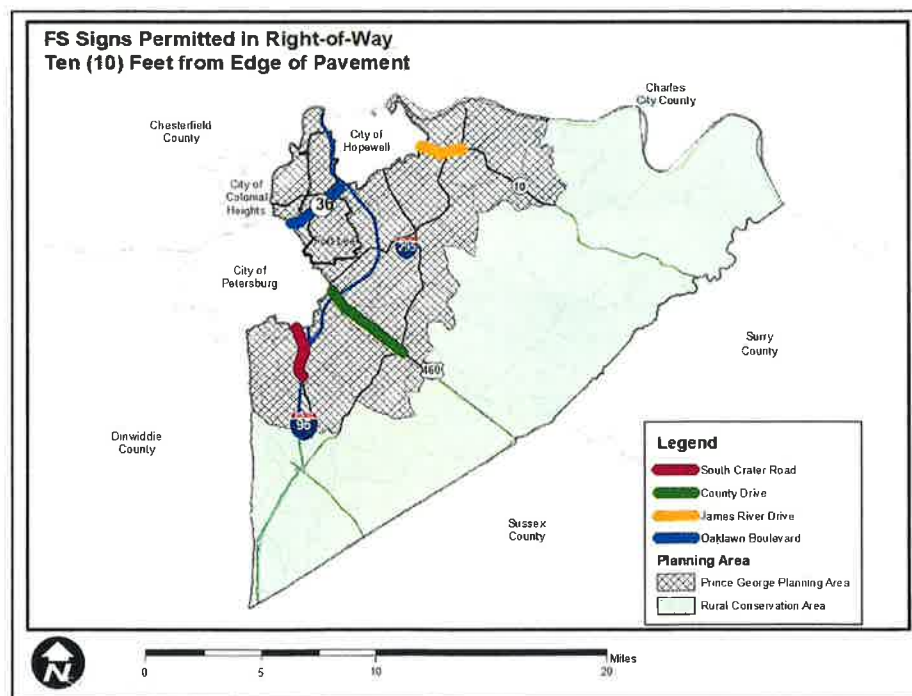 FS Signs Permitted in Right-of-Way
Ten (10) Feet from Edge of Pavement
Charles
City County
Chesterfield
County
City of
Hopewell
City of
Colonial
Heights
36
10
Fort Lee
295
City of
Petersburg
460
Surry
County
95
Dinwiddie
County
Sussex
County
Legend
South Crater Road
County Drive
James River Drive
Oaklawn Boulevard
Planning Area
Prince George Planning Area
Rural Conservation Area
N
Miles
0 5 10 20